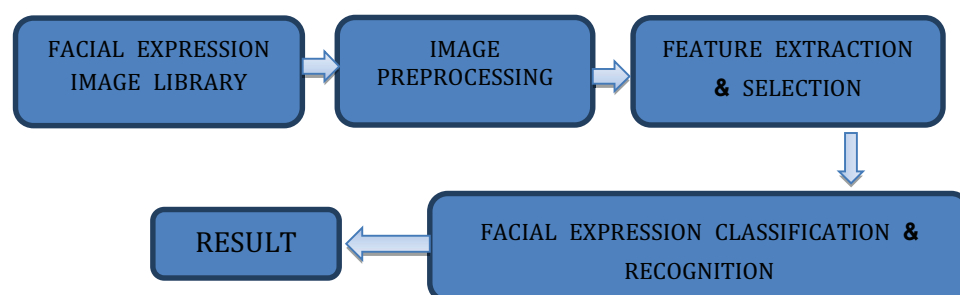 FACIAL EXPRESSION
IMAGE LIBRARY
IMAGE
PREPROCESSING
FEATURE EXTRACTION
& SELECTION
FACIAL EXPRESSION CLASSIFICATION &
RECOGNITION
RESULT